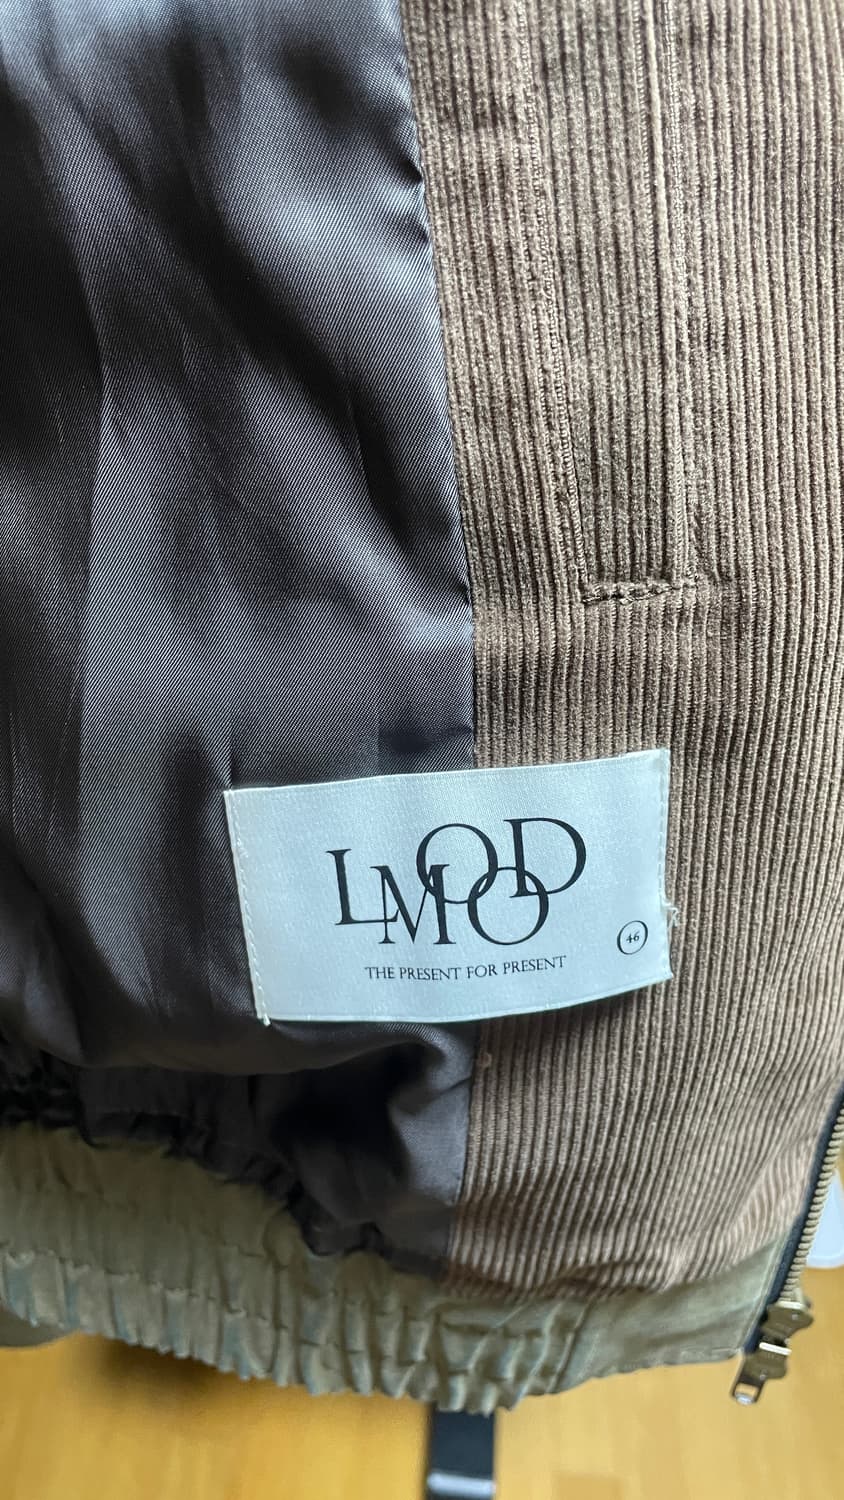 LMOOD
46
THE PRESENT FOR PRESENT